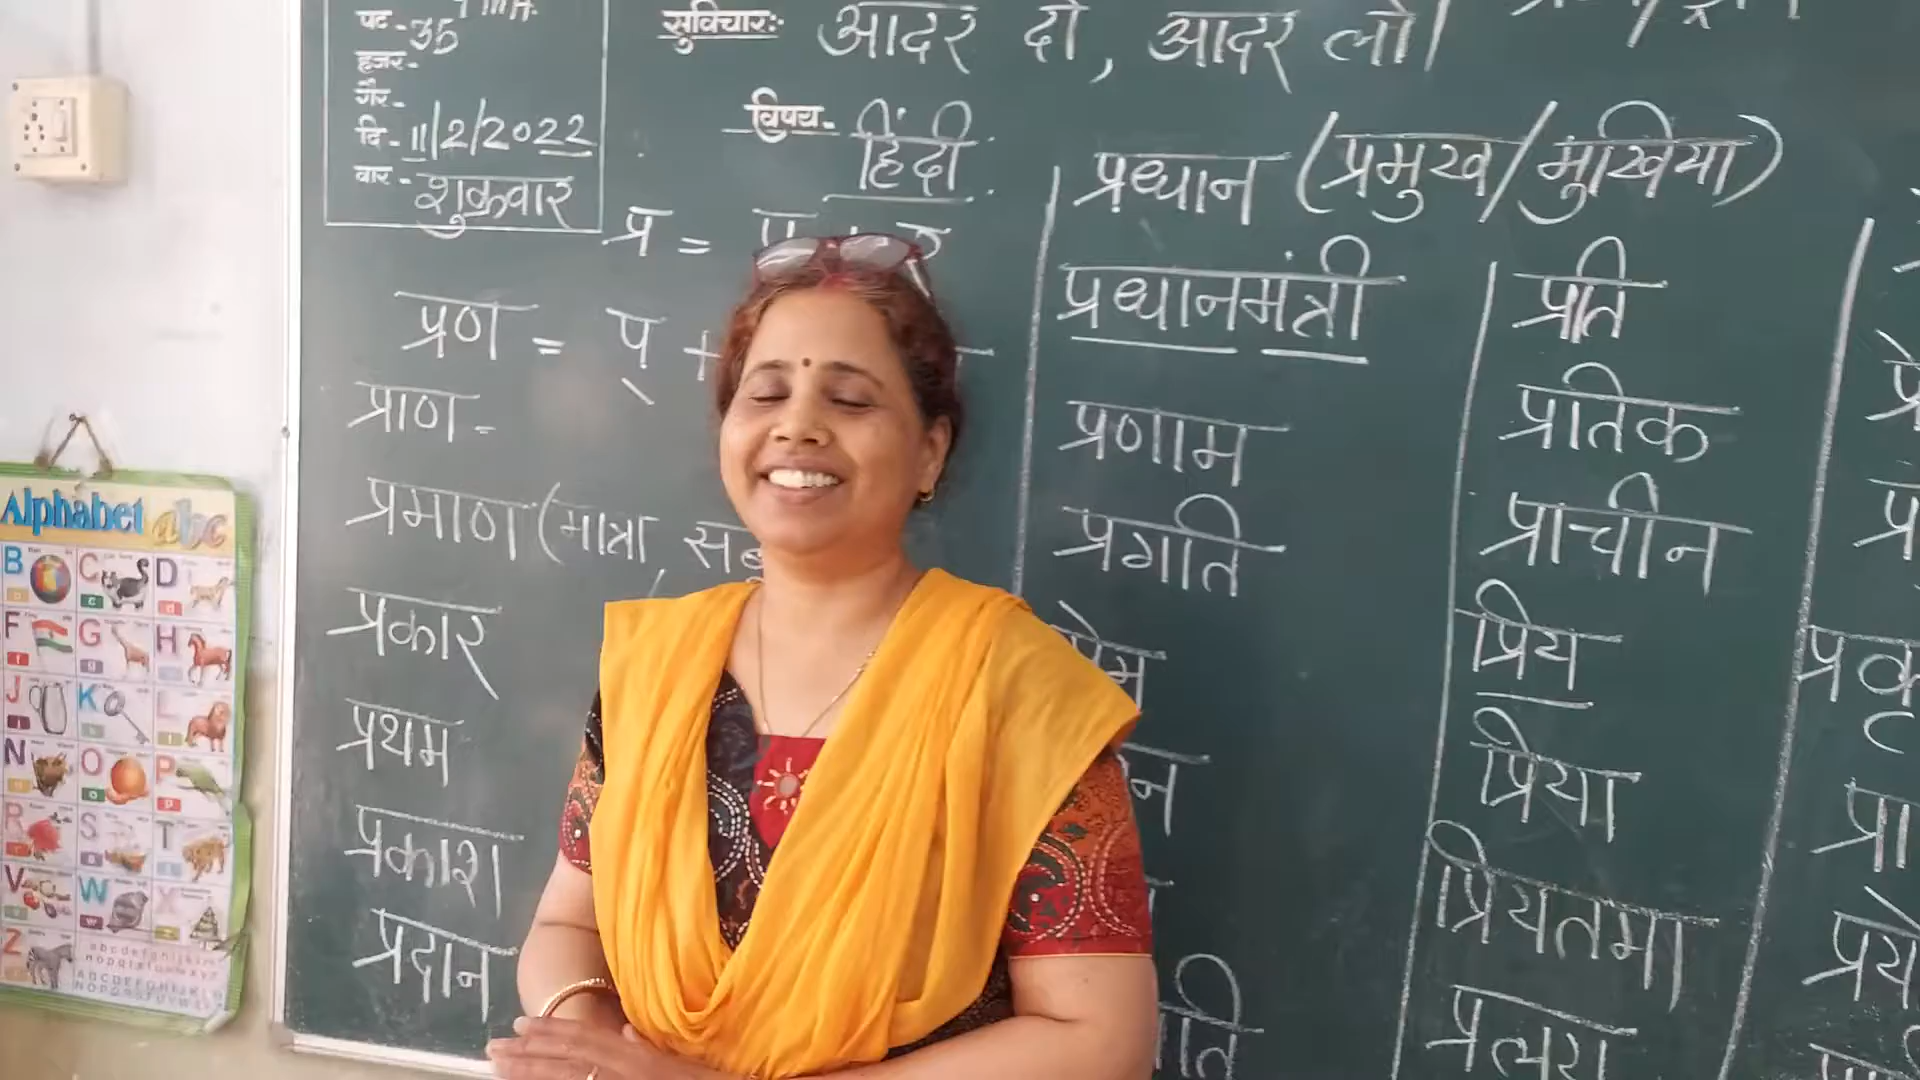 पट - 35
हजर -
गैर -
दि - 11/2/2022
वार - शुक्रवार
सुविचार :- आदर दो, आदर लो।
विषय - हिंदी
प्र =
प्रण = प् +
प्राण -
प्रमाण (मात्रा,
प्रकार
प्रथम
प्रकाश
प्रदान
प्रधान (प्रमुख/मुखिया)
प्रधानमंत्री
प्रणाम
प्रगति
प्रति
प्रतिक
प्राचीन
प्रिय
प्रिया
प्रियतमा
प्रलय
Alphabet abc
B C D
F G H
J K L
N O P
R S T
V W X
Z